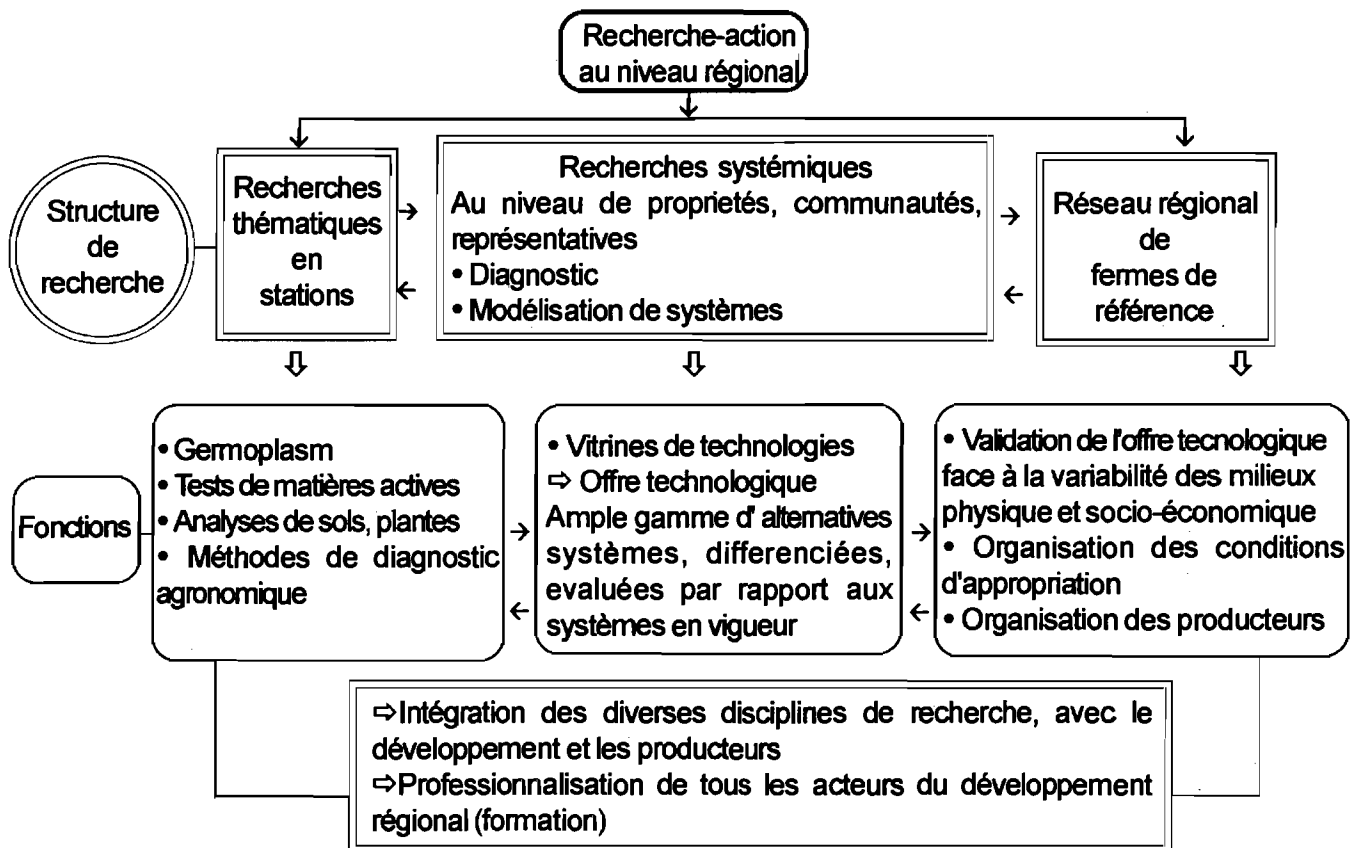 Recherche-action
au niveau régional
Structure
de
recherche
Recherches
thématiques
en
stations
Recherches systémiques
Au niveau de propriétés, communautés,
représentatives
• Diagnostic
• Modélisation de systèmes
Réseau régional
de
fermes de
référence
Fonctions
• Germoplasm
• Tests de matières actives
• Analyses de sols, plantes
• Méthodes de diagnostic
agronomique
• Vitrines de technologies
⇨ Offre technologique
Ample gamme d' alternatives
systèmes, differenciées,
evaluées par rapport aux
systèmes en vigueur
• Validation de l'offre tecnologique
face à la variabilité des milieux
physique et socio-économique
• Organisation des conditions
d'appropriation
• Organisation des producteurs
⇨Intégration des diverses disciplines de recherche, avec le
développement et les producteurs
⇨Professionnalisation de tous les acteurs du développement
régional (formation)